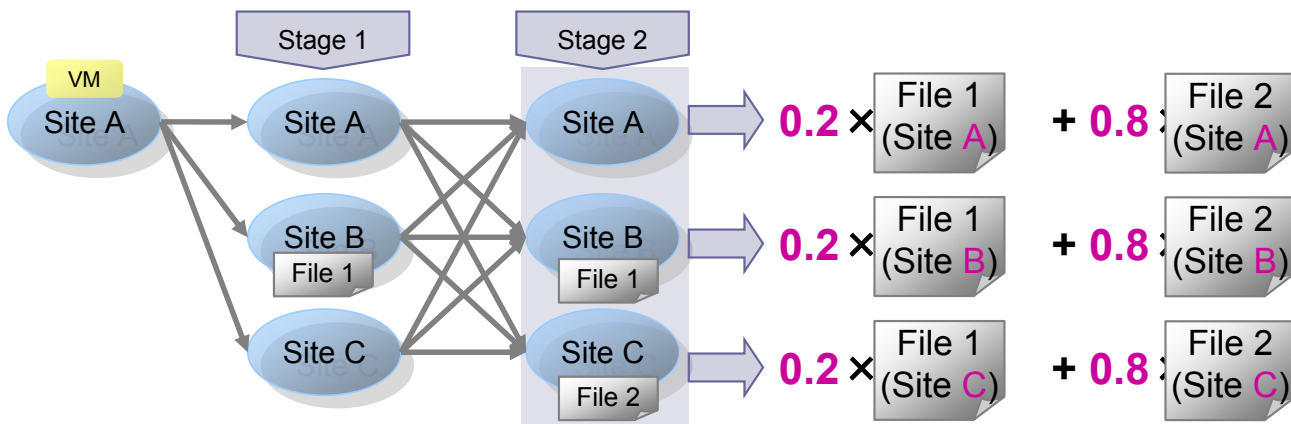 Stage 1
Stage 2
VM
Site A
Site A
Site A
0.2 ×
File 1
(Site A)
+ 0.8 ×
File 2
(Site A)
Site B
File 1
Site B
File 1
0.2 ×
File 1
(Site B)
+ 0.8 ×
File 2
(Site B)
Site C
Site C
File 2
0.2 ×
File 1
(Site C)
+ 0.8 ×
File 2
(Site C)